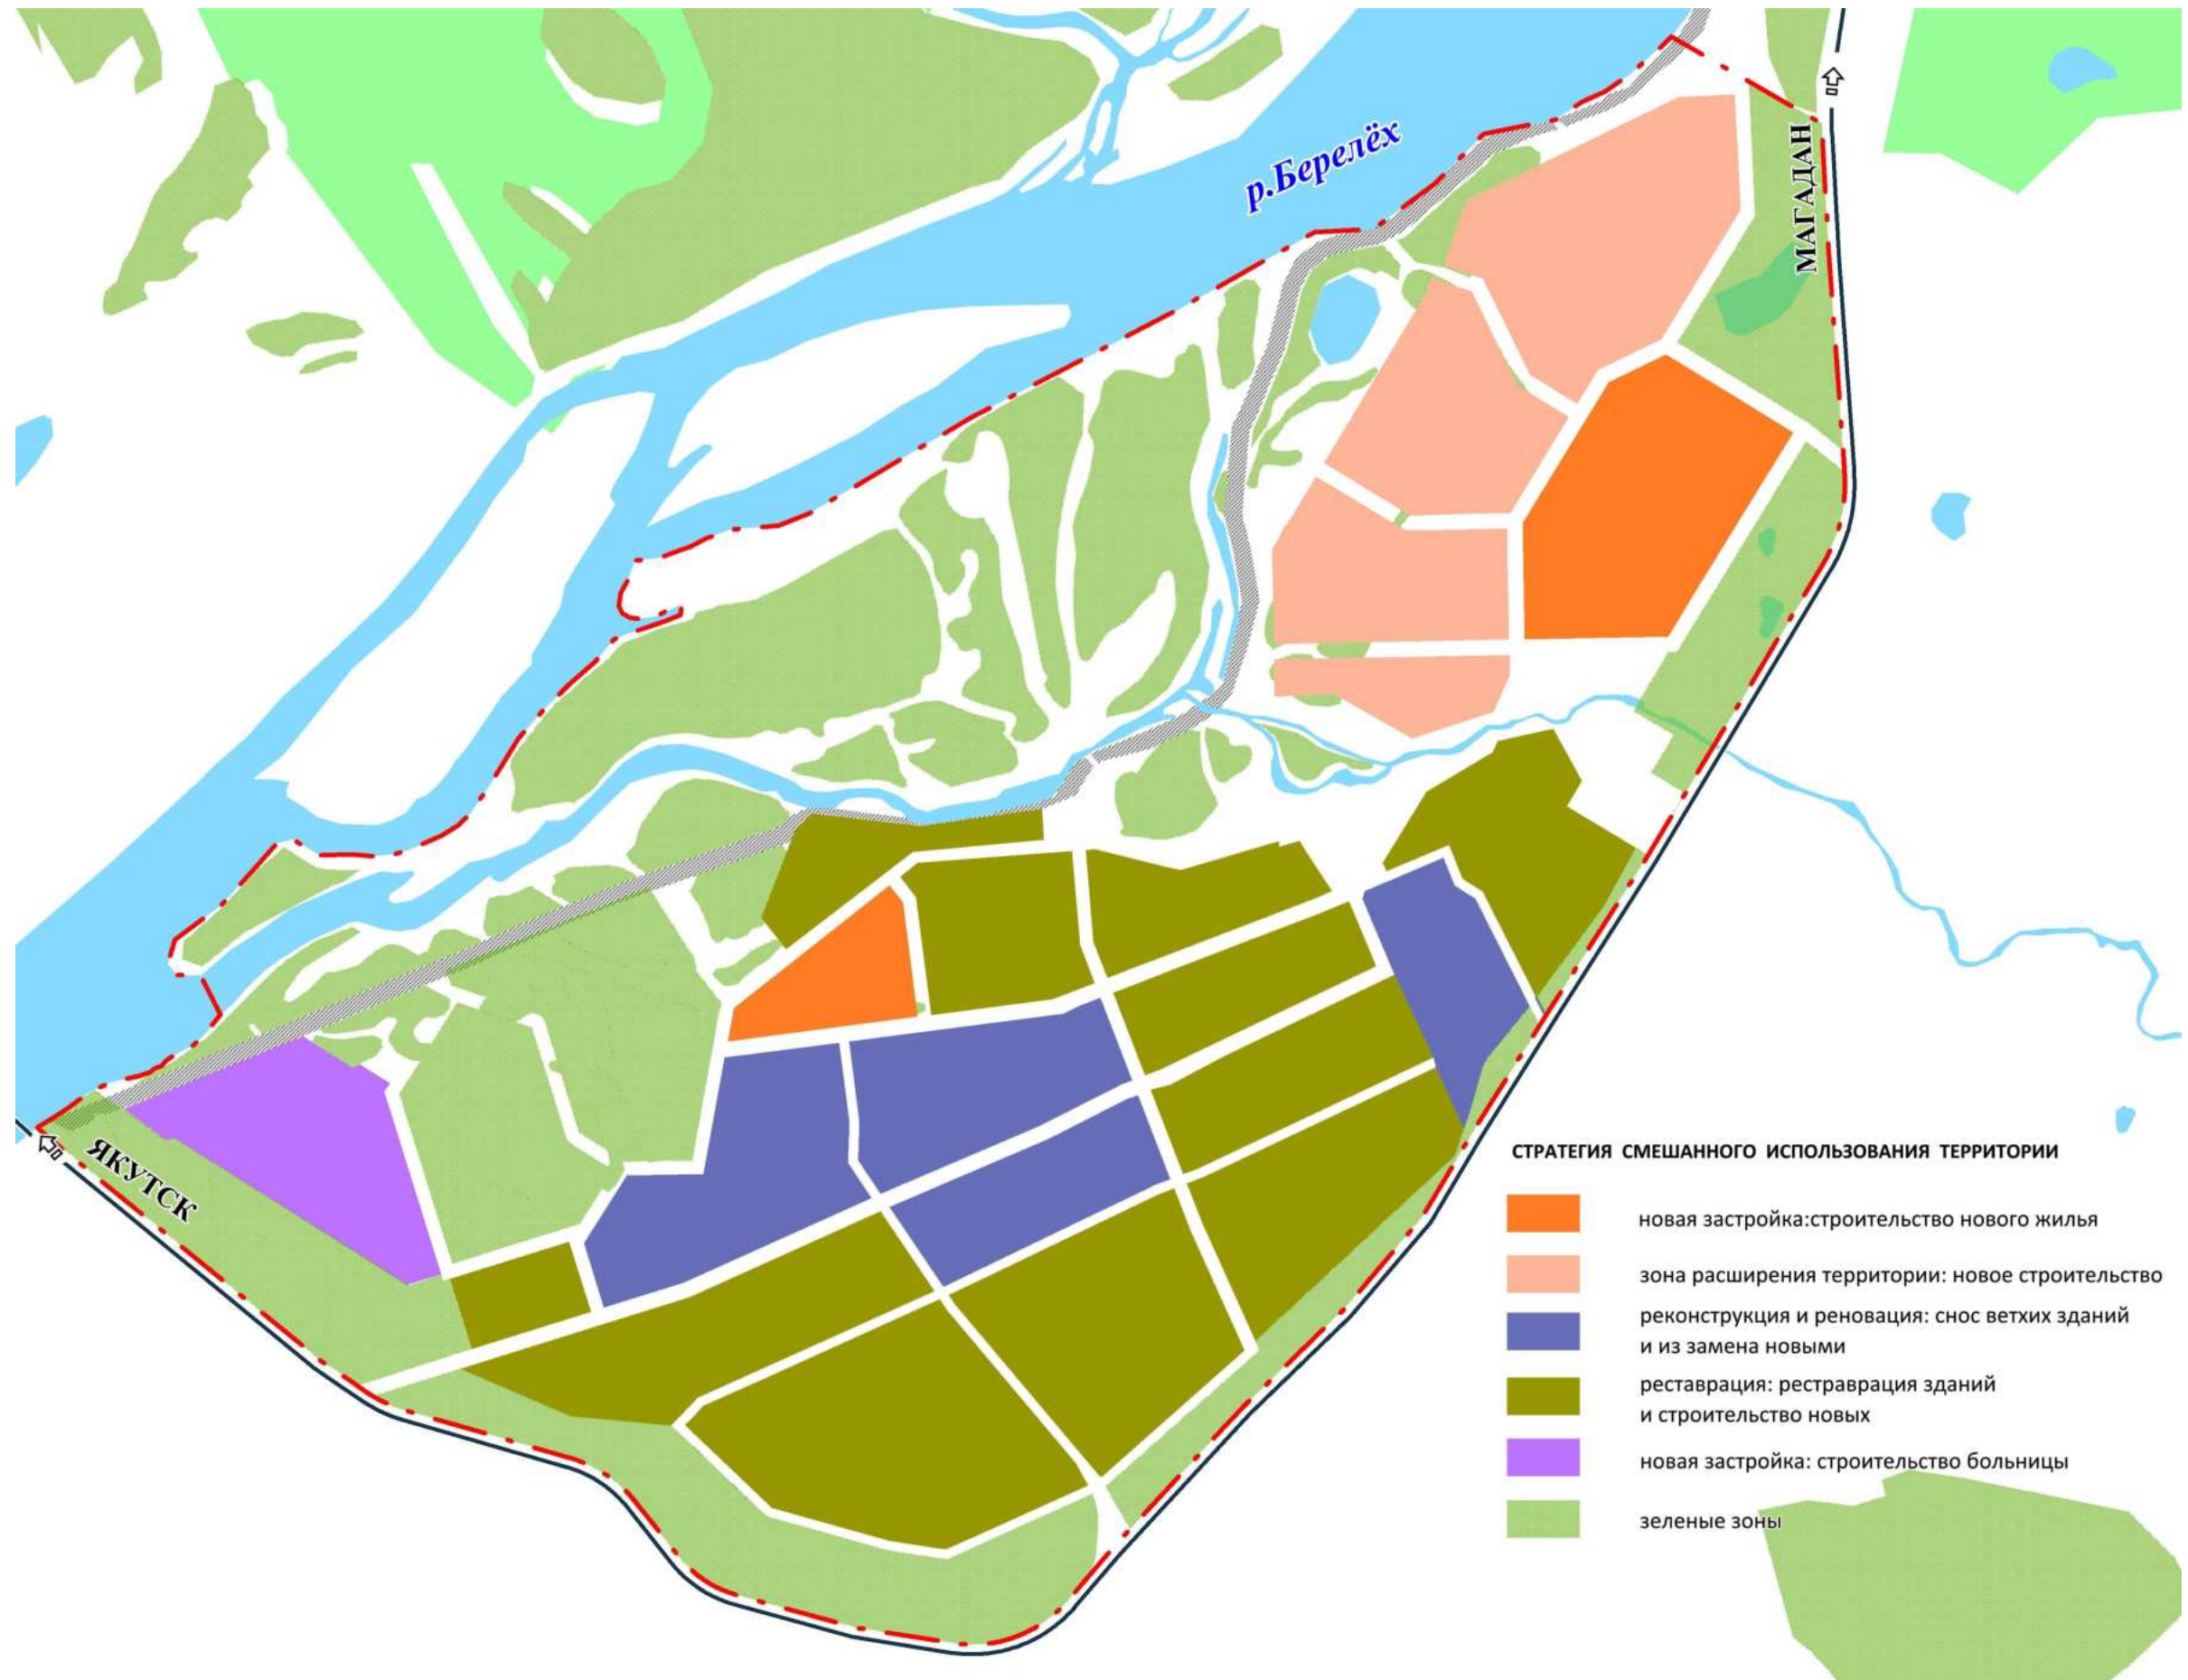 р.Берелёх
МАГАДАН
ЯКУТСК
СТРАТЕГИЯ СМЕШАННОГО ИСПОЛЬЗОВАНИЯ ТЕРРИТОРИИ
новая застройка:строительство нового жилья
зона расширения территории: новое строительство
реконструкция и реновация: снос ветхих зданий
и из замена новыми
реставрация: рестраврация зданий
и строительство новых
новая застройка: строительство больницы
зеленые зоны